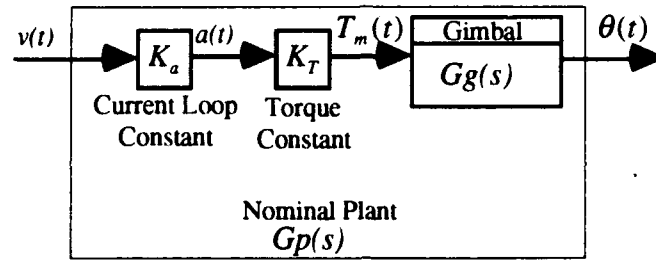 v(t) K_a a(t) K_T T_m(t) Gimbal θ(t)
Gg(s)
Current Loop Torque
Constant Constant
Nominal Plant
Gp(s)